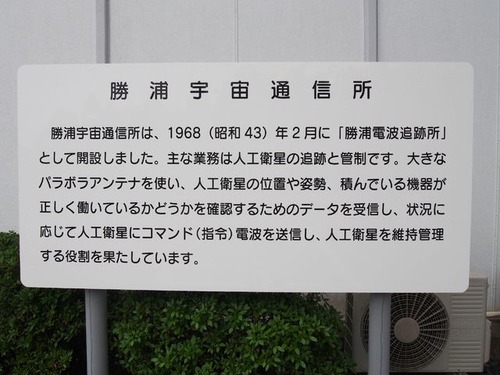 勝浦宇宙通信所
勝浦宇宙通信所は、1968（昭和43）年2月に「勝浦電波追跡所」
として開設しました。主な業務は人工衛星の追跡と管制です。大きな
パラボラアンテナを使い、人工衛星の位置や姿勢、積んでいる機器が
正しく働いているかどうかを確認するためのデータを受信し、状況に
応じて人工衛星にコマンド（指令）電波を送信し、人工衛星を維持管理
する役割を果たしています。